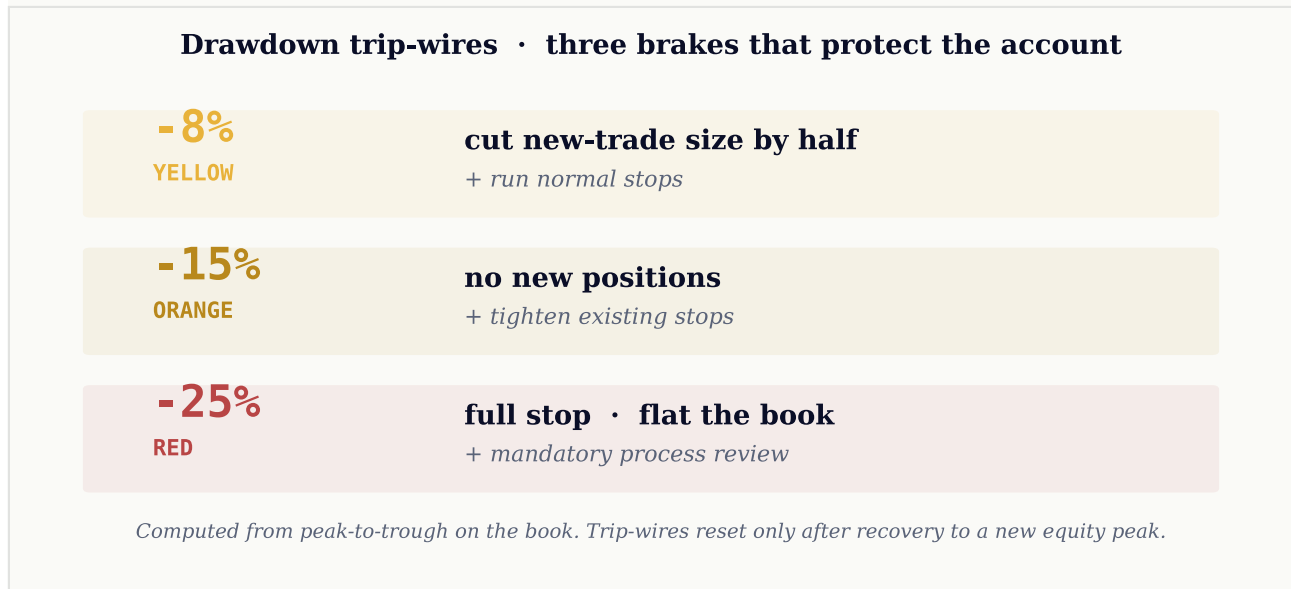 Drawdown trip-wires · three brakes that protect the account
-8%
YELLOW
cut new-trade size by half
+ run normal stops
-15%
ORANGE
no new positions
+ tighten existing stops
-25%
RED
full stop · flat the book
+ mandatory process review
Computed from peak-to-trough on the book. Trip-wires reset only after recovery to a new equity peak.